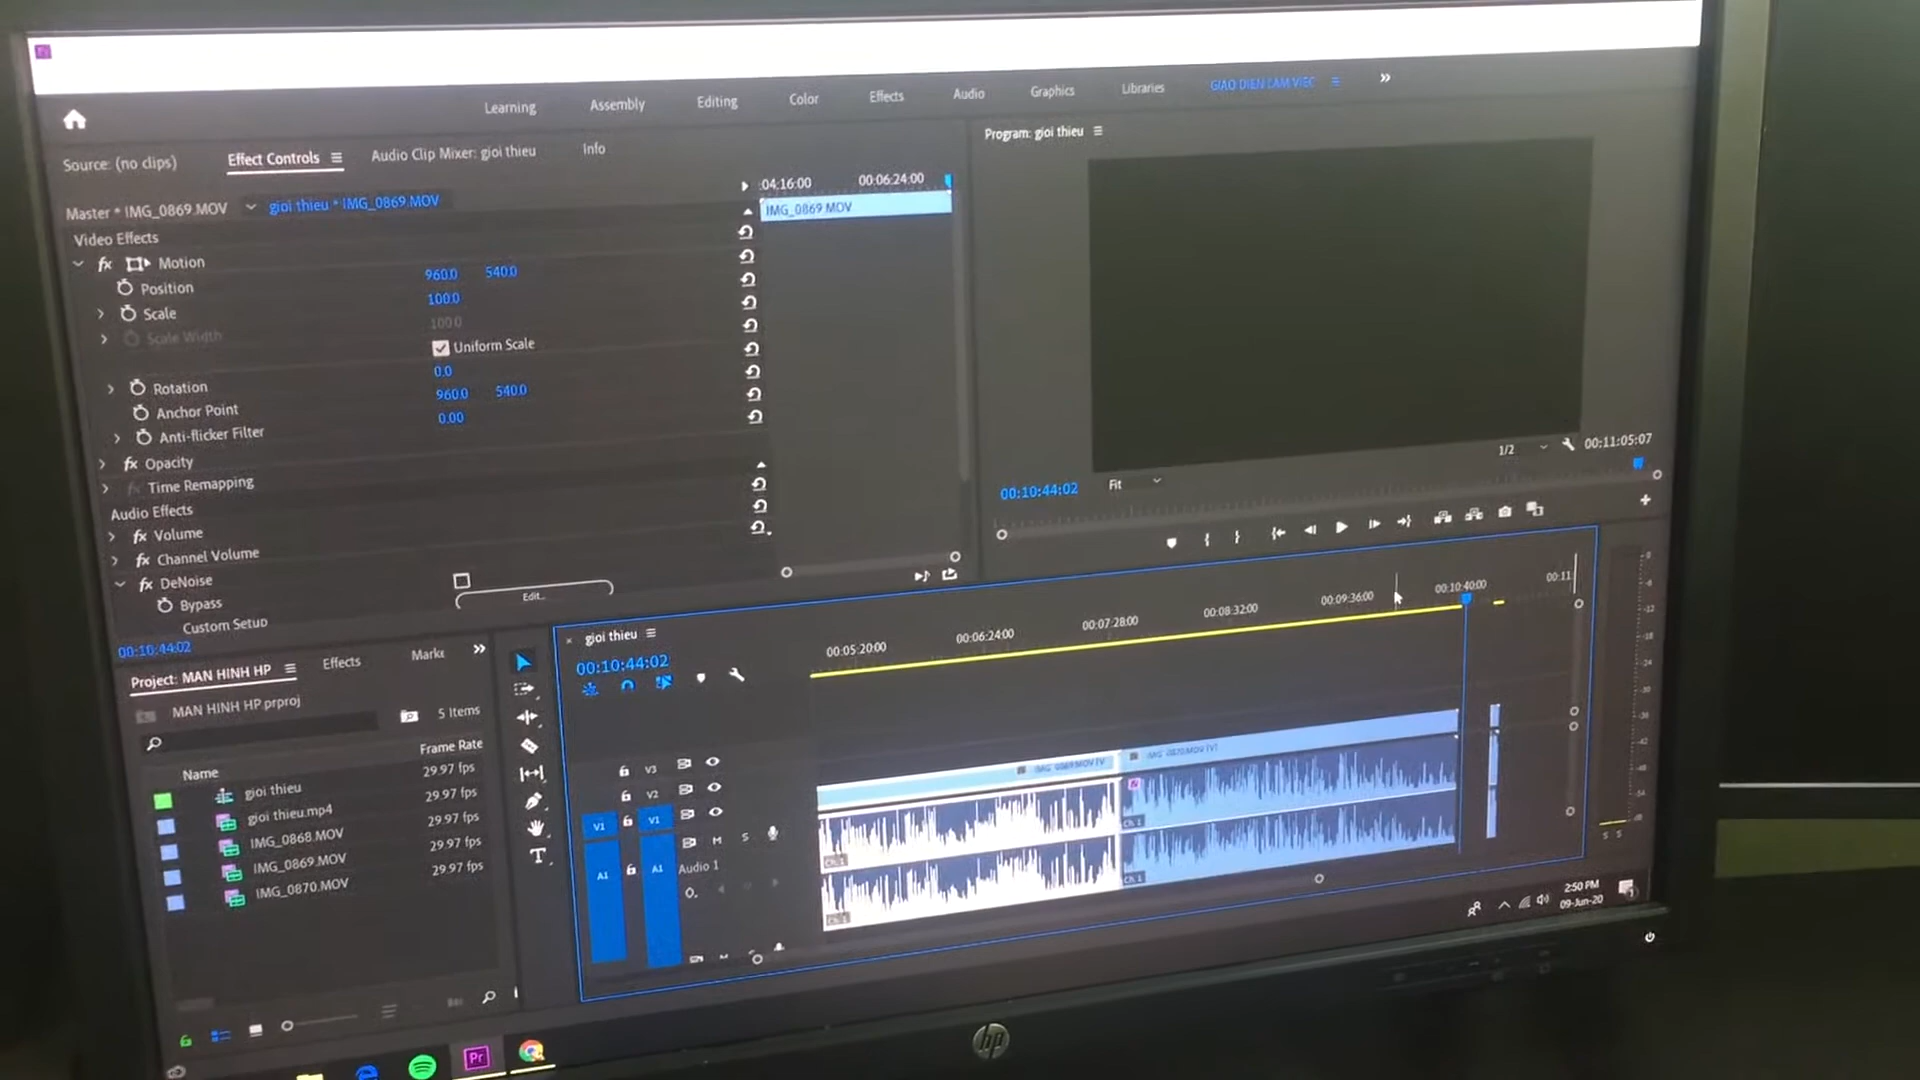 Learning Assembly Editing Color Effects Audio Graphics Libraries GIAO DIEN LAM VIEC
Source: (no clips) Effect Controls Audio Clip Mixer: gioi thieu Info
Program: gioi thieu
:04:16:00 00:06:24:00
Master * IMG_0869.MOV gioi thieu * IMG_0869.MOV
IMG_0869.MOV
Video Effects
fx Motion
Position 960.0 540.0
Scale 100.0
Scale Width 100.0
Uniform Scale
Rotation 0.0
Anchor Point 960.0 540.0
Anti-flicker Filter 0.00
fx Opacity
Time Remapping
Audio Effects
fx Volume
fx Channel Volume
fx DeNoise
Bypass
Custom Setup Edit...
00:10:44:02
00:10:44:02 Fit 1/2 00:11:05:07
Project: MAN HINH HP Effects Marke
MAN HINH HP.prproj
5 Items
Name Frame Rate
gioi thieu 29.97 fps
gioi thieu.mp4 29.97 fps
IMG_0868.MOV 29.97 fps
IMG_0869.MOV 29.97 fps
IMG_0870.MOV 29.97 fps
gioi thieu
00:10:44:02
00:05:20:00 00:06:24:00 00:07:28:00 00:08:32:00 00:09:36:00 00:10:40:00 00:11
V3
V2
V1 V1
A1 A1 M S
Audio 1
IMG_0869.MOV [V
IMG_0870.MOV [V]
Ch. 1
Ch. 1
Ch. 1
Ch. 1
S S
2:50 PM
09-Jun-20
Pr
hp